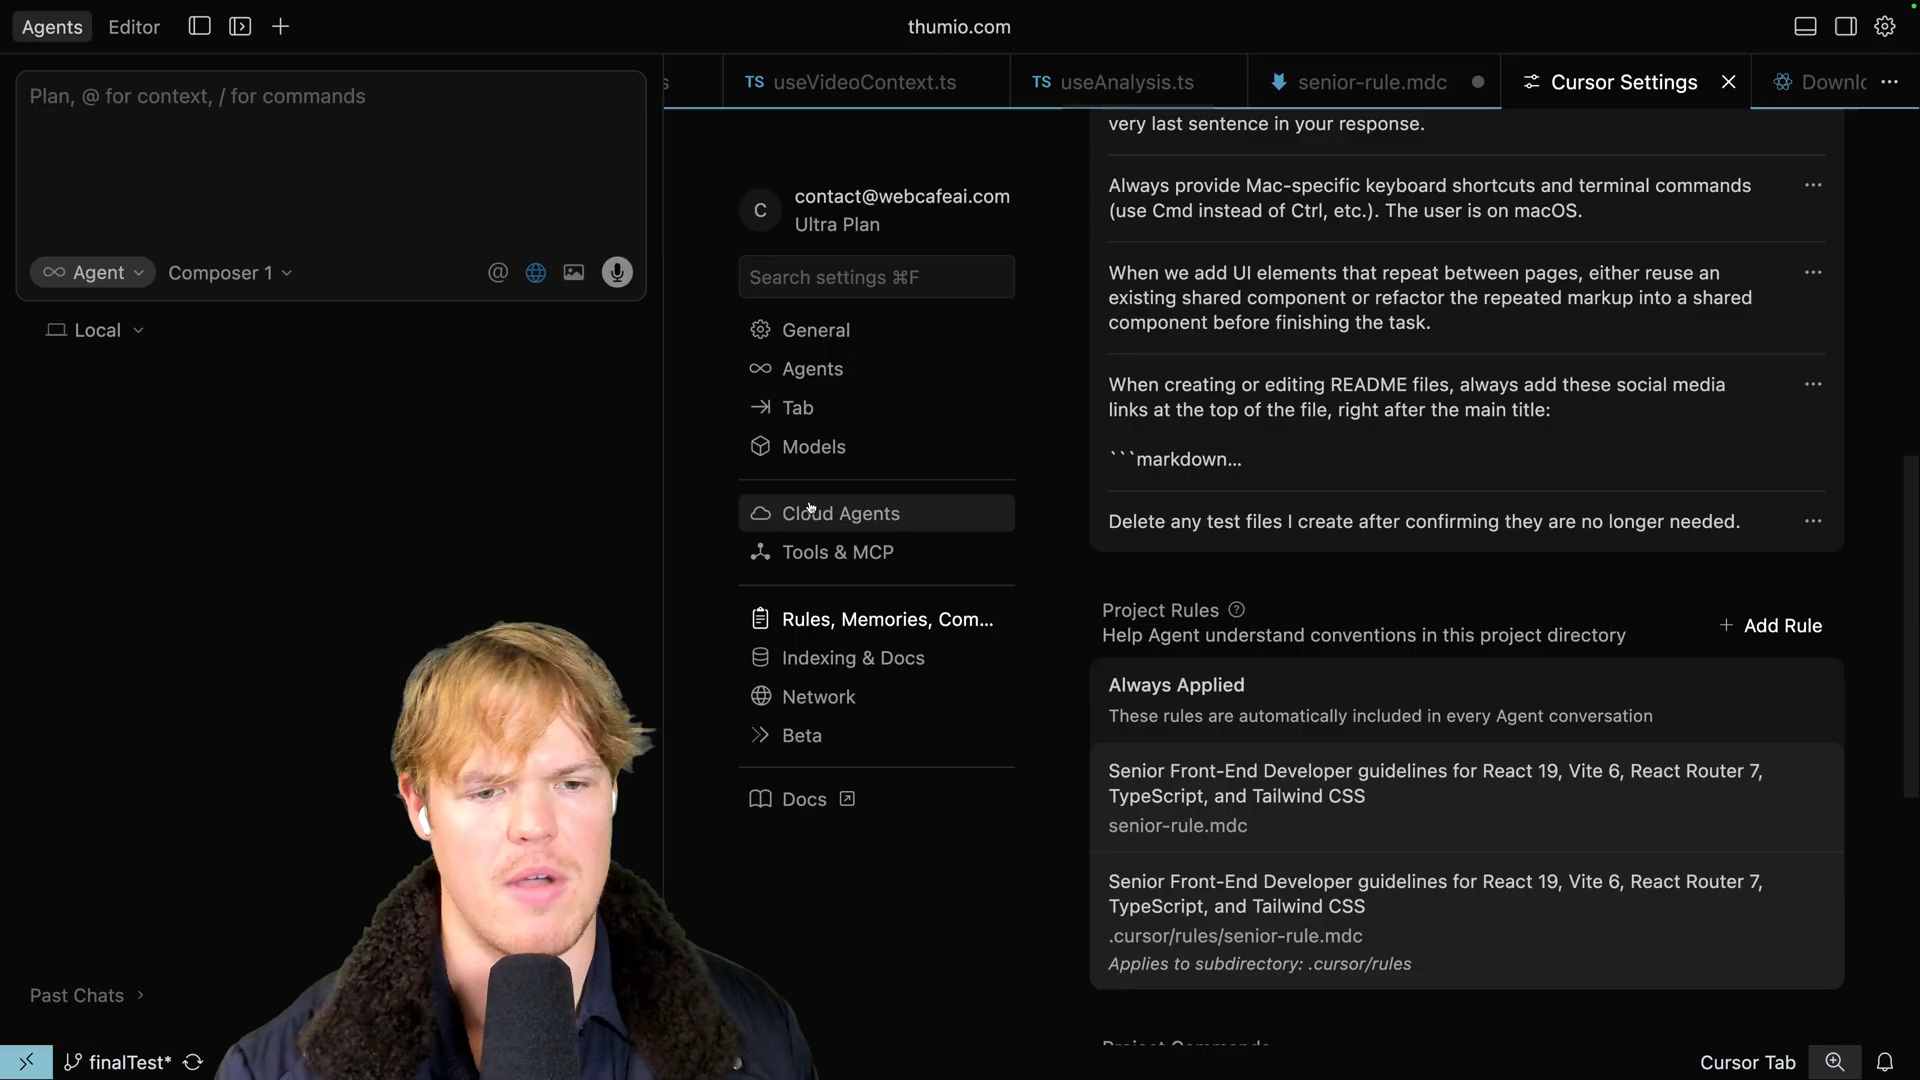 Agents
Editor
thumio.com
Plan, @ for context, / for commands
Agent
Composer 1
Local
Past Chats
s
TS useVideoContext.ts
TS useAnalysis.ts
senior-rule.mdc
Cursor Settings
Downlo
C
contact@webcafeai.com
Ultra Plan
Search settings ⌘F
General
Agents
Tab
Models
Cloud Agents
Tools & MCP
Rules, Memories, Com...
Indexing & Docs
Network
Beta
Docs
very last sentence in your response.
Always provide Mac-specific keyboard shortcuts and terminal commands
(use Cmd instead of Ctrl, etc.). The user is on macOS.
When we add UI elements that repeat between pages, either reuse an
existing shared component or refactor the repeated markup into a shared
component before finishing the task.
When creating or editing README files, always add these social media
links at the top of the file, right after the main title:
```markdown...
Delete any test files I create after confirming they are no longer needed.
Project Rules
Help Agent understand conventions in this project directory
+ Add Rule
Always Applied
These rules are automatically included in every Agent conversation
Senior Front-End Developer guidelines for React 19, Vite 6, React Router 7,
TypeScript, and Tailwind CSS
senior-rule.mdc
Senior Front-End Developer guidelines for React 19, Vite 6, React Router 7,
TypeScript, and Tailwind CSS
.cursor/rules/senior-rule.mdc
Applies to subdirectory: .cursor/rules
finalTest*
Cursor Tab